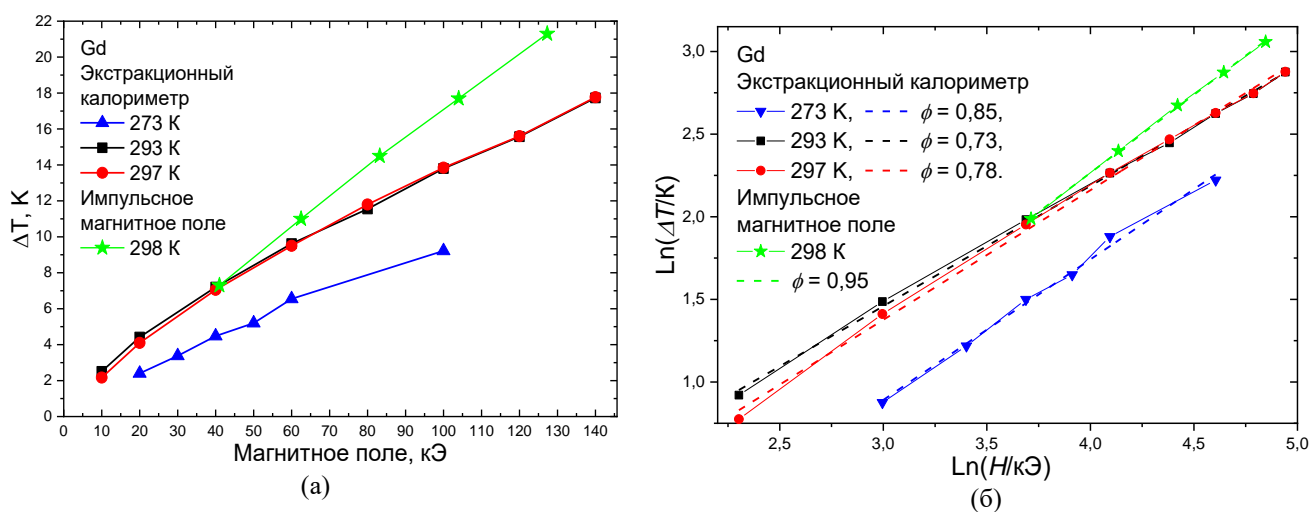 ΔT, K
22
20
18
16
14
12
10
8
6
4
2
0
Gd
Экстракционный
калориметр
273 К
293 К
297 К
Импульсное
магнитное поле
298 К
0 10 20 30 40 50 60 70 80 90 100 110 120 130 140
Магнитное поле, кЭ
(а)
Ln(ΔT/К)
3,0
2,5
2,0
1,5
1,0
Gd
Экстракционный калориметр
273 K, ϕ = 0,85,
293 K, ϕ = 0,73,
297 K, ϕ = 0,78.
Импульсное
магнитное поле
298 К
ϕ = 0,95
2,5 3,0 3,5 4,0 4,5 5,0
Ln(H/кЭ)
(б)